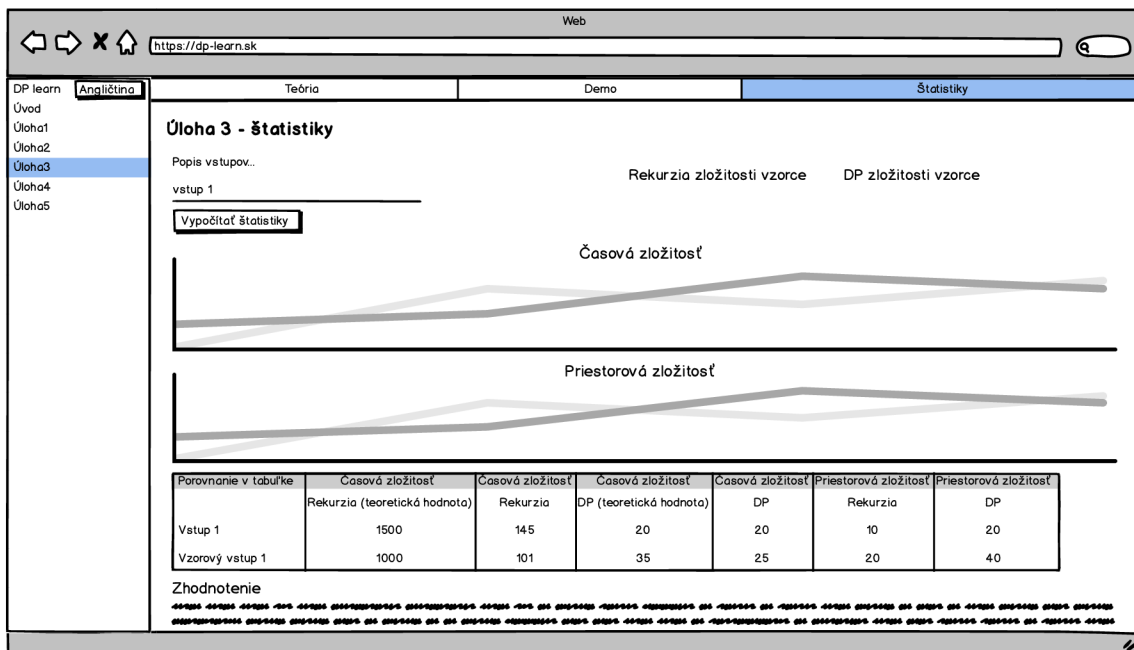 Web
https://dp-learn.sk
DP learn Angličtina
Teória Demo Štatistiky
Úvod
Úloha1
Úloha2
Úloha3
Úloha4
Úloha5
Úloha 3 - štatistiky
Popis vstupov...
vstup 1
Vypočítať štatistiky
Rekurzia zložitosti vzorce DP zložitosti vzorce
Časová zložitosť
Priestorová zložitosť
Porovnanie v tabuľke Časová zložitosť Časová zložitosť Časová zložitosť Časová zložitosť Priestorová zložitosť Priestorová zložitosť
Rekurzia (teoretická hodnota) Rekurzia DP (teoretická hodnota) DP Rekurzia DP
Vstup 1 1500 145 20 20 10 20
Vzorový vstup 1 1000 101 35 25 20 40
Zhodnotenie